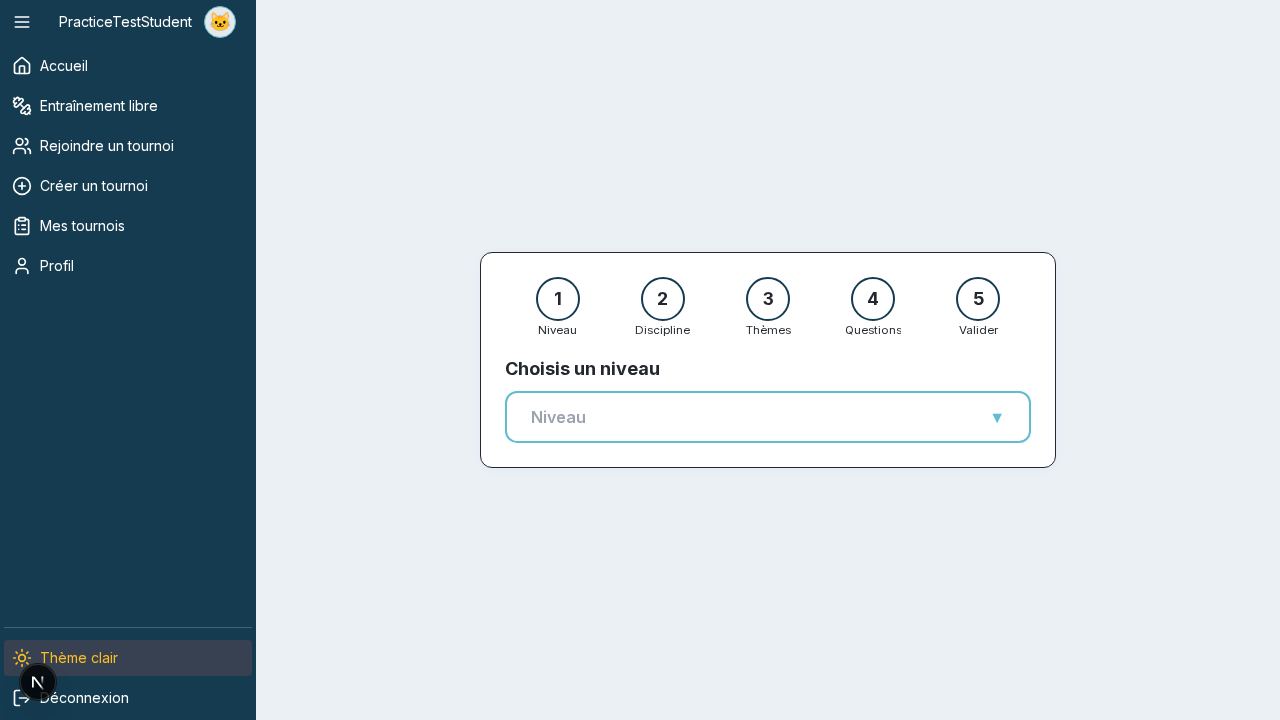 PracticeTestStudent
Accueil
Entraînement libre
Rejoindre un tournoi
Créer un tournoi
Mes tournois
Profil
Thème clair
N
Déconnexion
1 2 3 4 5
Niveau Discipline Thèmes Questions Valider
Choisis un niveau
Niveau ▼